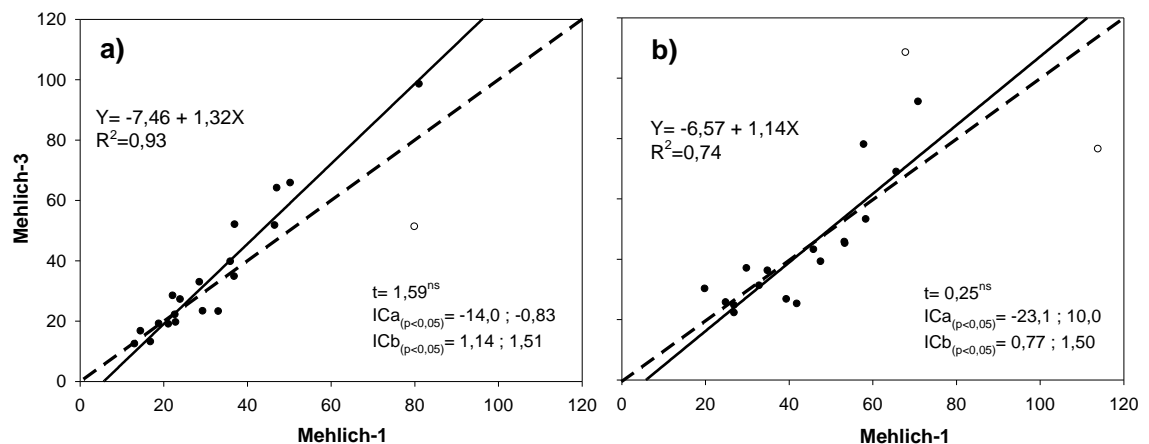 a)
Y= -7,46 + 1,32X
R²=0,93
t= 1,59ⁿˢ
ICa(p<0,05)= -14,0 ; -0,83
ICb(p<0,05)= 1,14 ; 1,51
Mehlich-3
120
100
80
60
40
20
0
0 20 40 60 80 100 120
Mehlich-1
b)
Y= -6,57 + 1,14X
R²=0,74
t= 0,25ⁿˢ
ICa(p<0,05)= -23,1 ; 10,0
ICb(p<0,05)= 0,77 ; 1,50
0 20 40 60 80 100 120
Mehlich-1